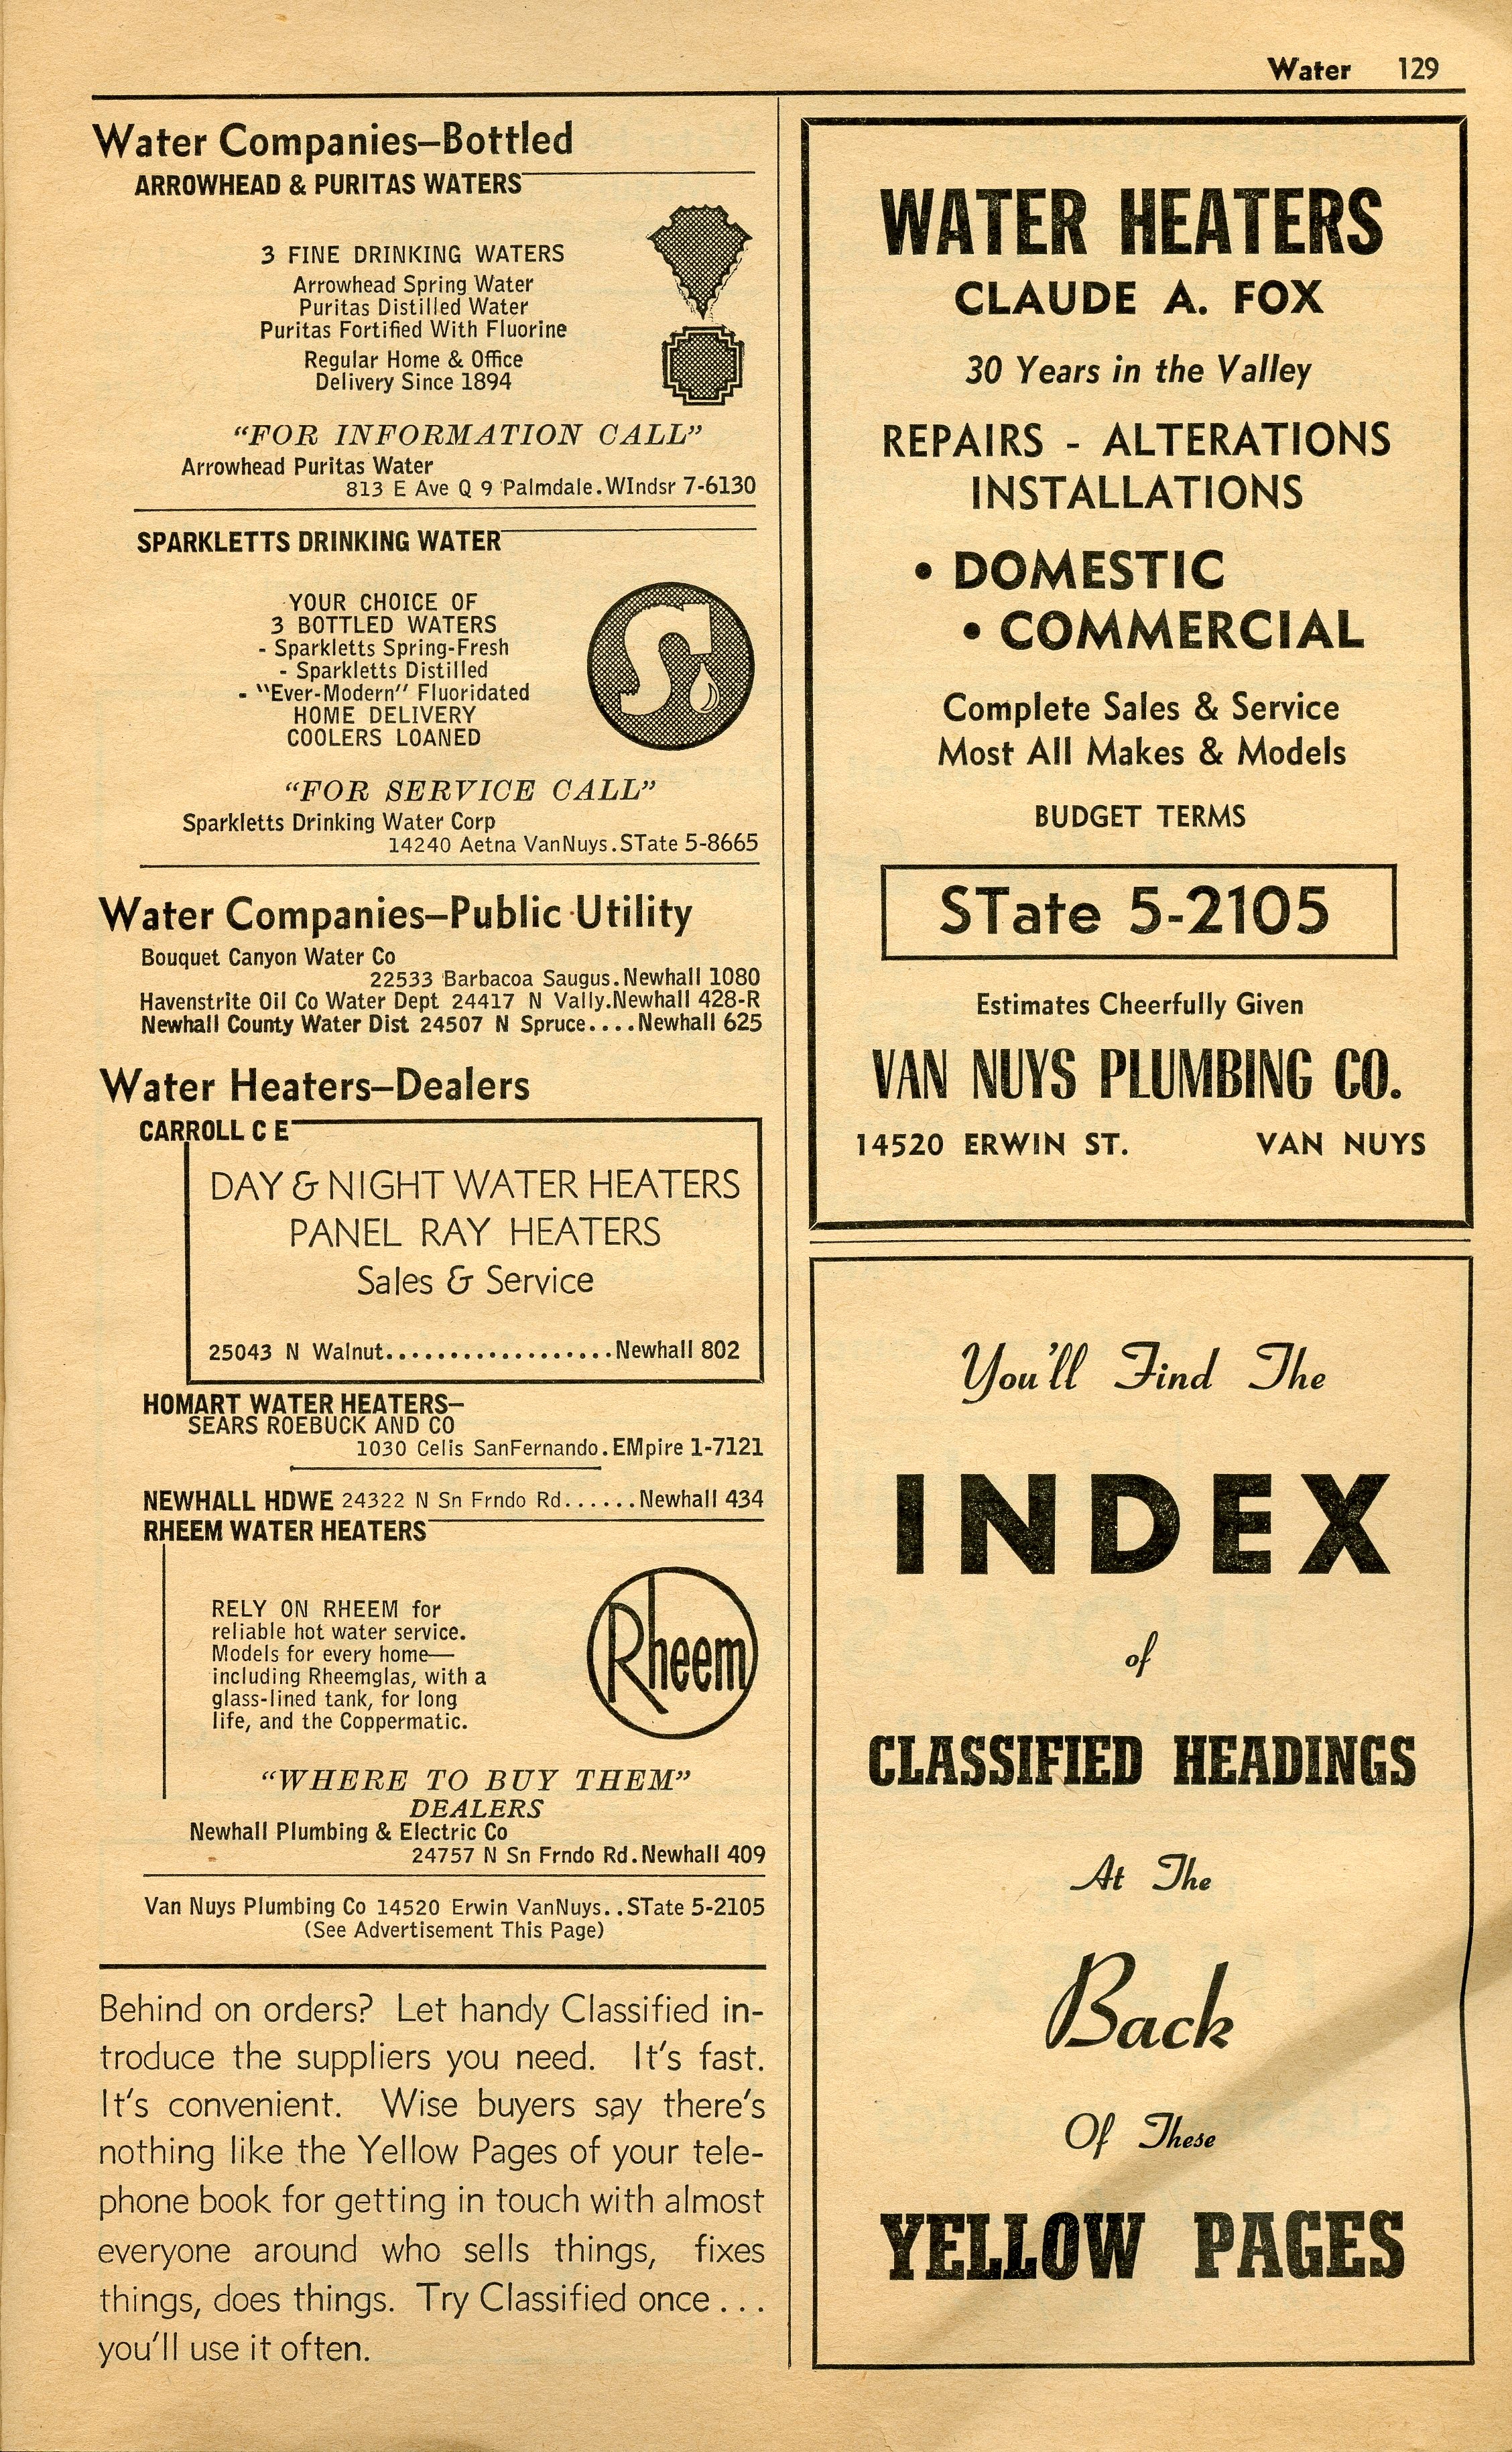 Water 129
Water Companies–Bottled
ARROWHEAD & PURITAS WATERS
3 FINE DRINKING WATERS
Arrowhead Spring Water
Puritas Distilled Water
Puritas Fortified With Fluorine
Regular Home & Office
Delivery Since 1894
“FOR INFORMATION CALL”
Arrowhead Puritas Water
813 E Ave Q 9 Palmdale.WIndsr 7-6130
SPARKLETTS DRINKING WATER
YOUR CHOICE OF
3 BOTTLED WATERS
- Sparkletts Spring-Fresh
- Sparkletts Distilled
- "Ever-Modern" Fluoridated
HOME DELIVERY
COOLERS LOANED
S
“FOR SERVICE CALL”
Sparkletts Drinking Water Corp
14240 Aetna VanNuys.STate 5-8665
Water Companies–Public Utility
Bouquet Canyon Water Co
22533 Barbacoa Saugus.Newhall 1080
Havenstrite Oil Co Water Dept 24417 N Vally.Newhall 428-R
Newhall County Water Dist 24507 N Spruce....Newhall 625
Water Heaters–Dealers
CARROLL C E
DAY & NIGHT WATER HEATERS
PANEL RAY HEATERS
Sales & Service
25043 N Walnut..................Newhall 802
HOMART WATER HEATERS–
SEARS ROEBUCK AND CO
1030 Celis SanFernando.EMpire 1-7121
NEWHALL HDWE 24322 N Sn Frndo Rd......Newhall 434
RHEEM WATER HEATERS
RELY ON RHEEM for
reliable hot water service.
Models for every home—
including Rheemglas, with a
glass-lined tank, for long
life, and the Coppermatic.
Rheem
“WHERE TO BUY THEM”
DEALERS
Newhall Plumbing & Electric Co
24757 N Sn Frndo Rd.Newhall 409
Van Nuys Plumbing Co 14520 Erwin VanNuys..STate 5-2105
(See Advertisement This Page)
Behind on orders? Let handy Classified in-
troduce the suppliers you need. It's fast.
It's convenient. Wise buyers say there's
nothing like the Yellow Pages of your tele-
phone book for getting in touch with almost
everyone around who sells things, fixes
things, does things. Try Classified once...
you'll use it often.
WATER HEATERS
CLAUDE A. FOX
30 Years in the Valley
REPAIRS - ALTERATIONS
INSTALLATIONS
• DOMESTIC
• COMMERCIAL
Complete Sales & Service
Most All Makes & Models
BUDGET TERMS
STate 5-2105
Estimates Cheerfully Given
VAN NUYS PLUMBING CO.
14520 ERWIN ST. VAN NUYS
You'll Find The
INDEX
of
CLASSIFIED HEADINGS
At The
Back
Of These
YELLOW PAGES